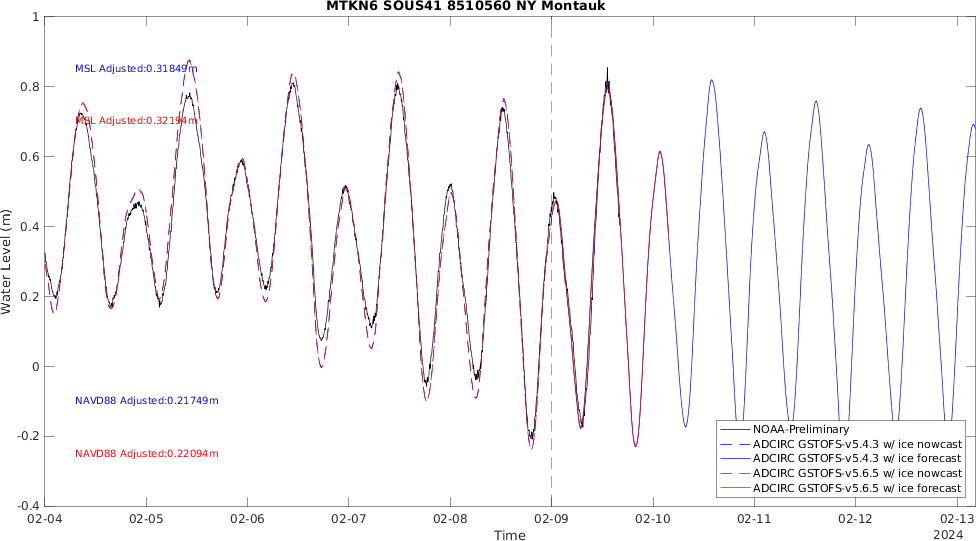 MTKN6 SOUS41 8510560 NY Montauk
1
0.8
0.6
0.4
0.2
0
-0.2
-0.4
Water Level (m)
MSL Adjusted:0.31849m
MSL Adjusted:0.32194m
NAVD88 Adjusted:0.21749m
NAVD88 Adjusted:0.22094m
NOAA-Preliminary
ADCIRC GSTOFS-v5.4.3 w/ ice nowcast
ADCIRC GSTOFS-v5.4.3 w/ ice forecast
ADCIRC GSTOFS-v5.6.5 w/ ice nowcast
ADCIRC GSTOFS-v5.6.5 w/ ice forecast
02-04 02-05 02-06 02-07 02-08 02-09 02-10 02-11 02-12 02-13
Time
2024